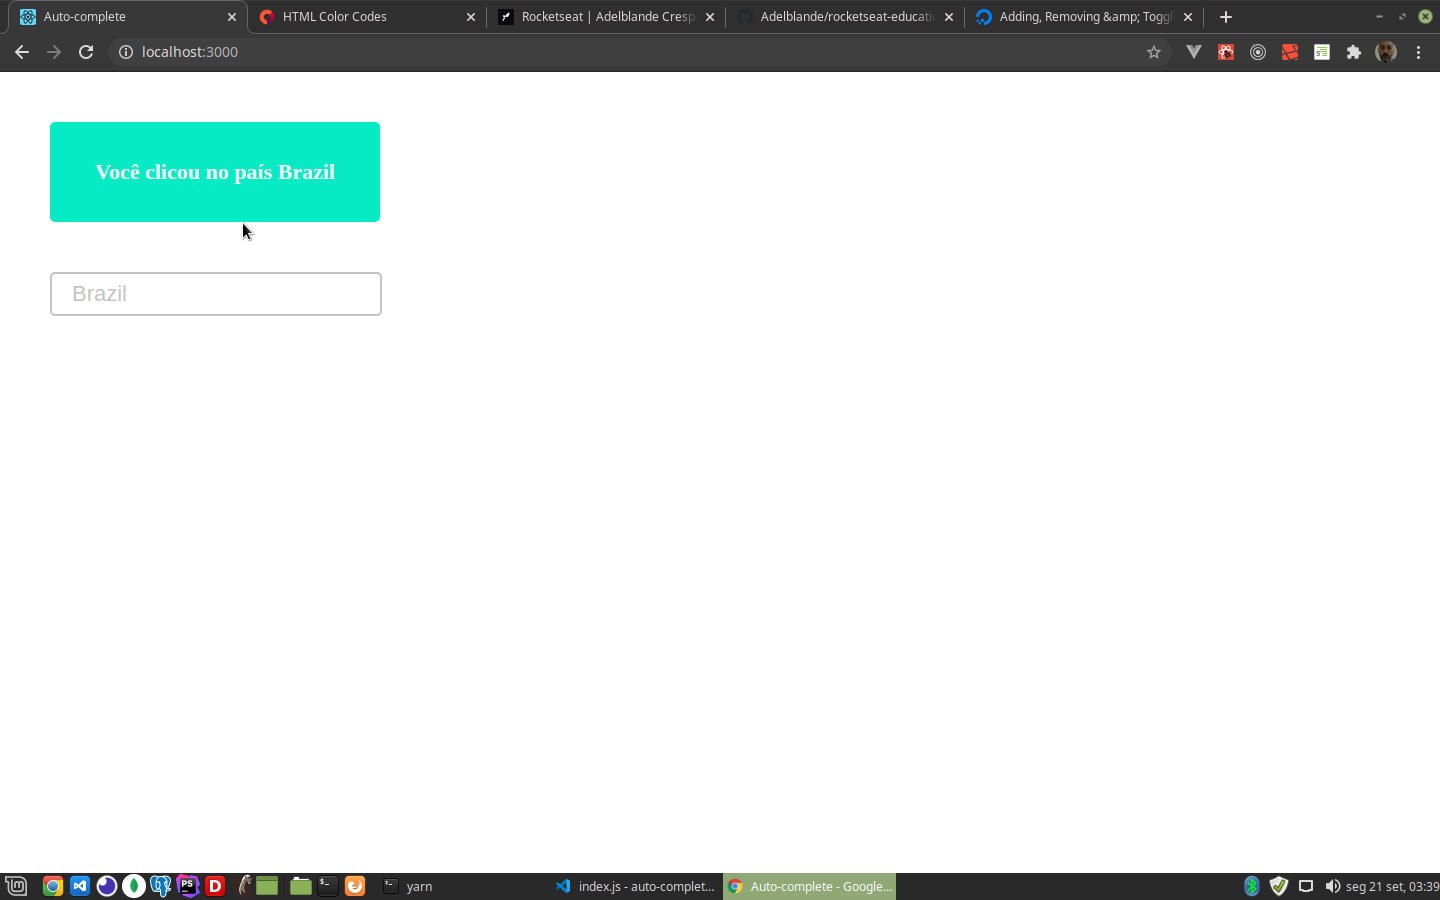 Auto-complete
HTML Color Codes
Rocketseat | Adelblande Cresp
Adelblande/rocketseat-educati
Adding, Removing &amp; Toggl
localhost:3000
Você clicou no país Brazil
Brazil
PS
D
yarn
index.js - auto-complet...
Auto-complete - Google...
seg 21 set, 03:39